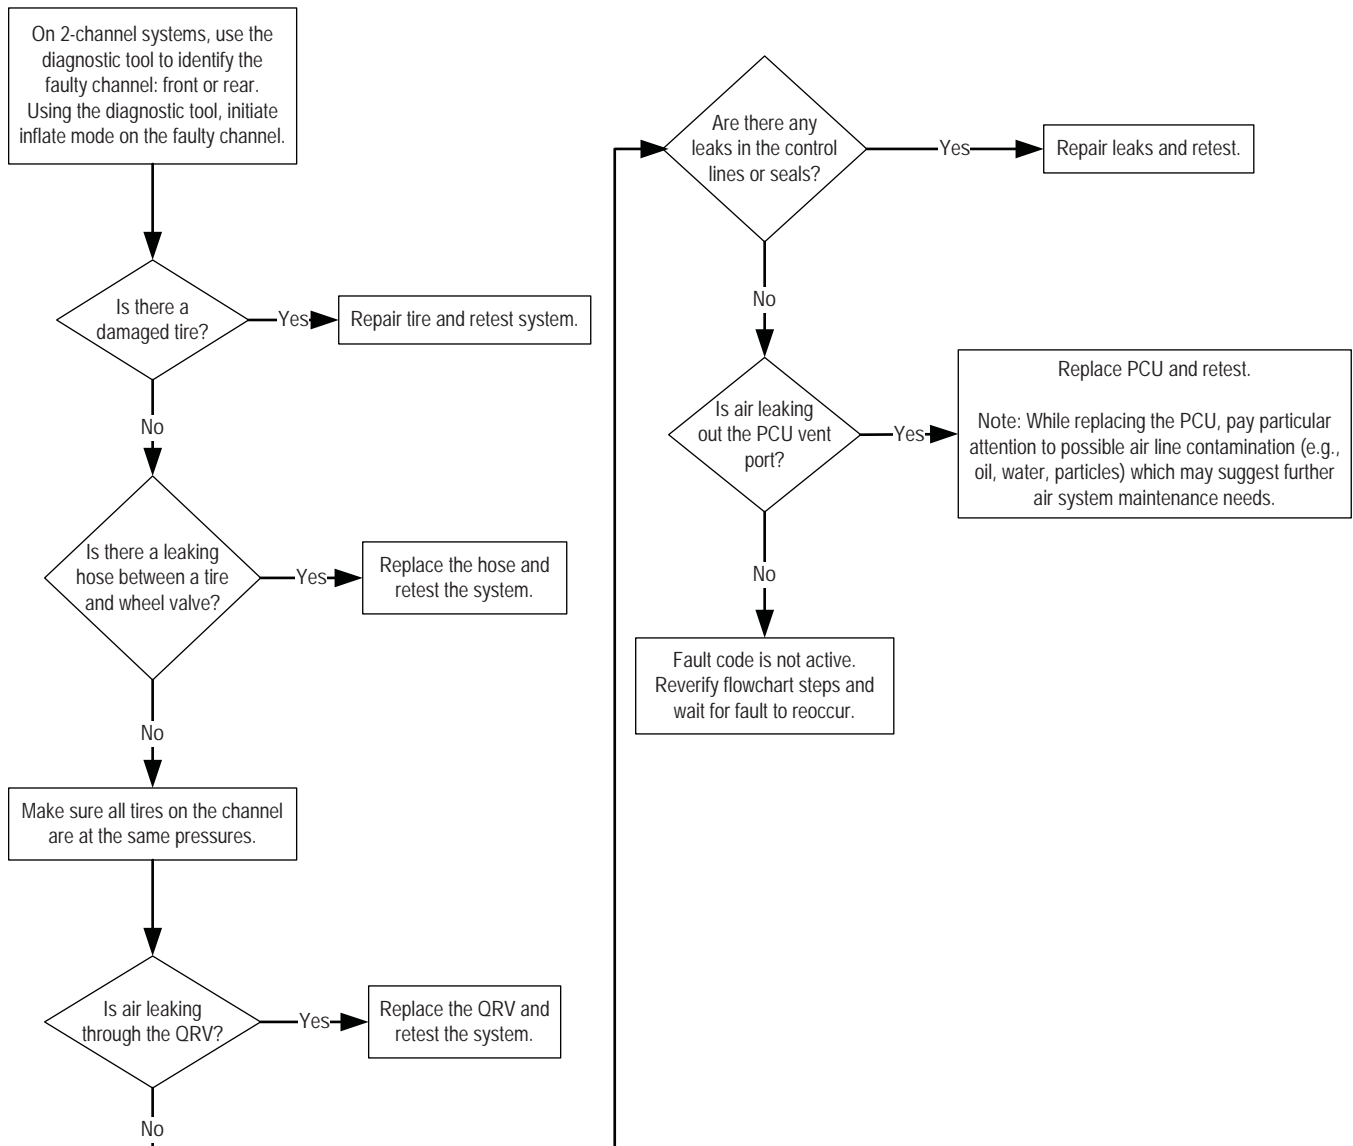 On 2-channel systems, use the
diagnostic tool to identify the
faulty channel: front or rear.
Using the diagnostic tool, initiate
inflate mode on the faulty channel.
Is there a
damaged tire?
Yes
Repair tire and retest system.
No
Is there a leaking
hose between a tire
and wheel valve?
Yes
Replace the hose and
retest the system.
No
Make sure all tires on the channel
are at the same pressures.
Is air leaking
through the QRV?
Yes
Replace the QRV and
retest the system.
No
Are there any
leaks in the control
lines or seals?
Yes
Repair leaks and retest.
No
Is air leaking
out the PCU vent
port?
Yes
Replace PCU and retest.
Note: While replacing the PCU, pay particular
attention to possible air line contamination (e.g.,
oil, water, particles) which may suggest further
air system maintenance needs.
No
Fault code is not active.
Reverify flowchart steps and
wait for fault to reoccur.